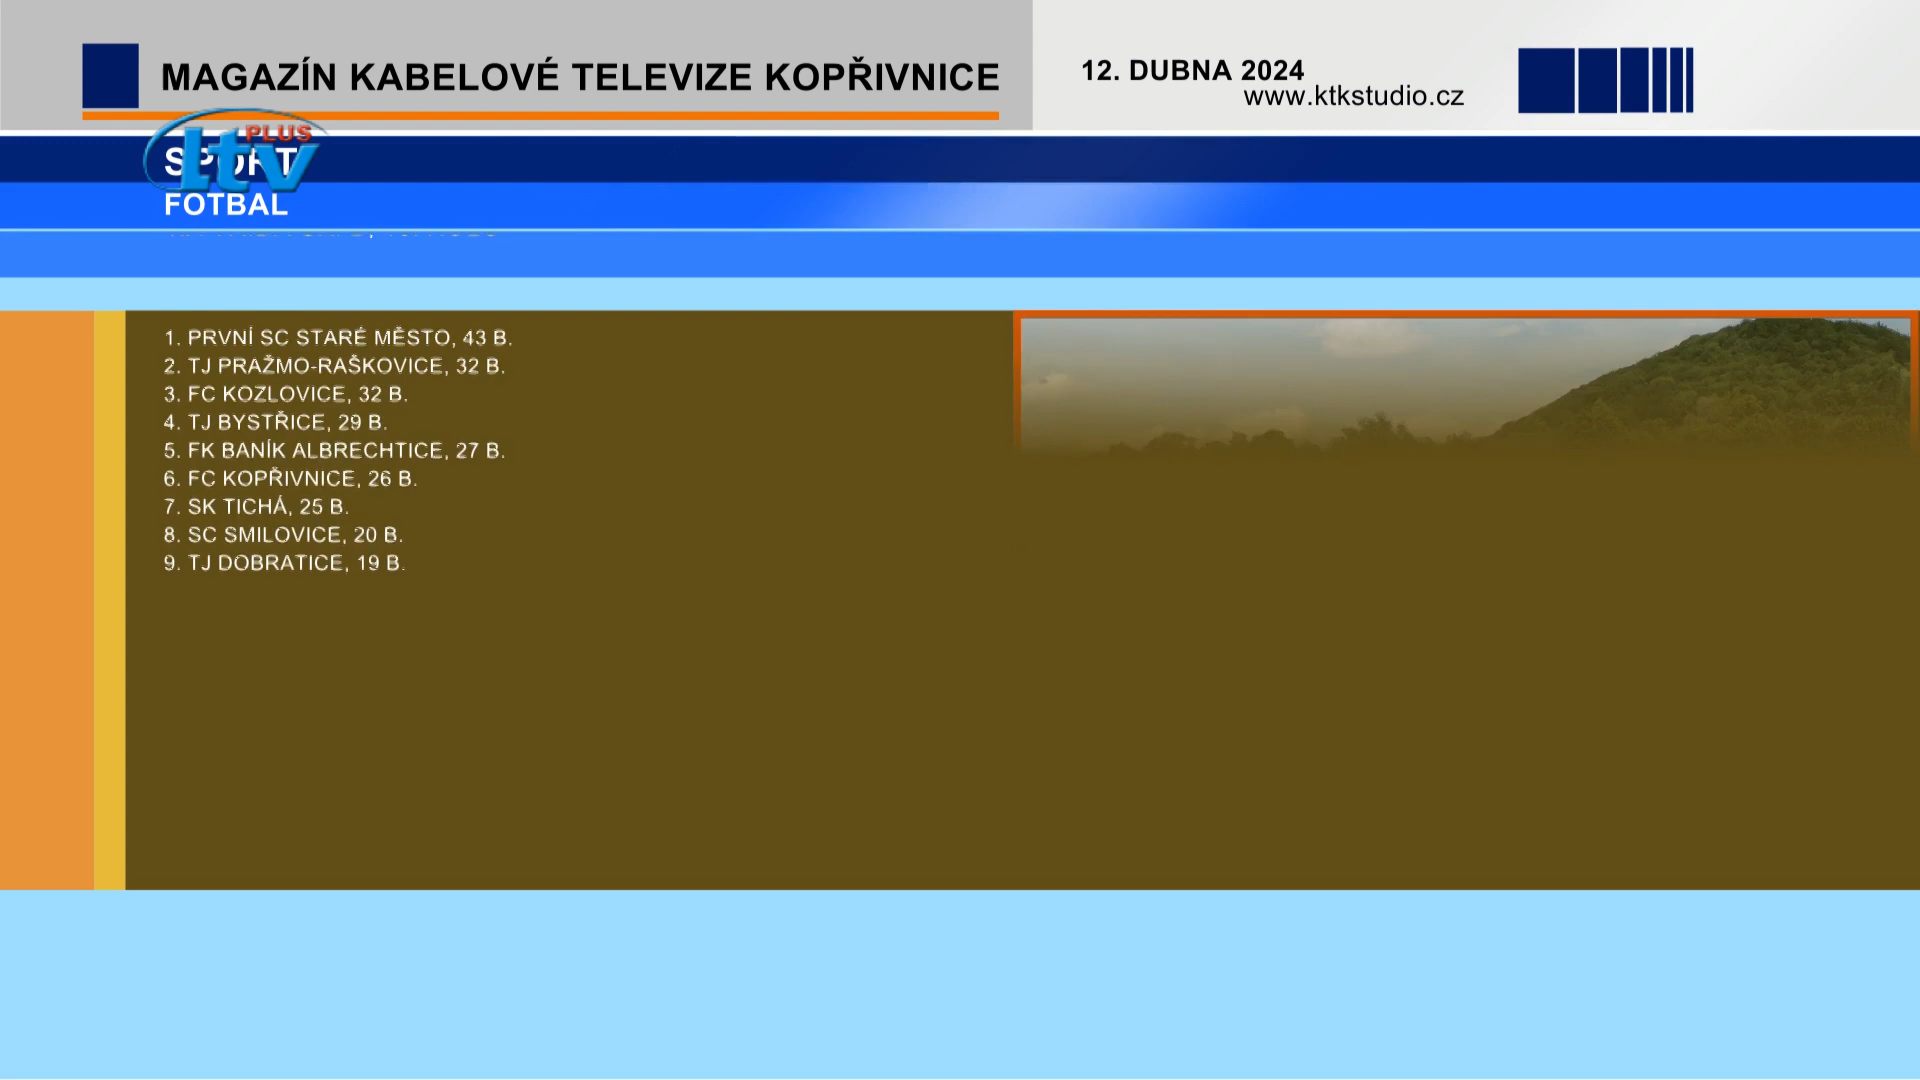 MAGAZÍN KABELOVÉ TELEVIZE KOPŘIVNICE
12. DUBNA 2024
www.ktkstudio.cz
PLUS
ltv
SPORT
FOTBAL
1. PRVNÍ SC STARÉ MĚSTO, 43 B.
2. TJ PRAŽMO-RAŠKOVICE, 32 B.
3. FC KOZLOVICE, 32 B.
4. TJ BYSTŘICE, 29 B.
5. FK BANÍK ALBRECHTICE, 27 B.
6. FC KOPŘIVNICE, 26 B.
7. SK TICHÁ, 25 B.
8. SC SMILOVICE, 20 B.
9. TJ DOBRATICE, 19 B.